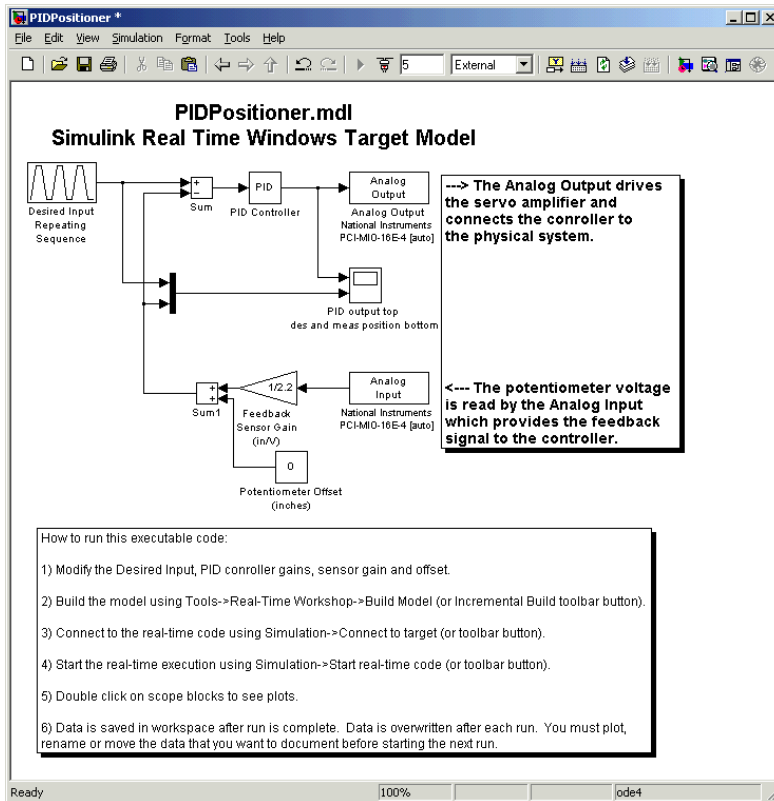 PIDPositioner *
File Edit View Simulation Format Tools Help
5 External
PIDPositioner.mdl
Simulink Real Time Windows Target Model
Desired Input
Repeating
Sequence
+
−
Sum
PID
PID Controller
Analog
Output
Analog Output
National Instruments
PCI-MIO-16E-4 [auto]
---> The Analog Output drives
the servo amplifier and
connects the conroller to
the physical system.
PID output top
des and meas position bottom
+
+
Sum1
1/2.2
Feedback
Sensor Gain
(in/V)
Analog
Input
National Instruments
PCI-MIO-16E-4 [auto]
<--- The potentiometer voltage
is read by the Analog Input
which provides the feedback
signal to the controller.
0
Potentiometer Offset
(inches)
How to run this executable code:
1) Modify the Desired Input, PID conroller gains, sensor gain and offset.
2) Build the model using Tools->Real-Time Workshop->Build Model (or Incremental Build toolbar button).
3) Connect to the real-time code using Simulation->Connect to target (or toolbar button).
4) Start the real-time execution using Simulation->Start real-time code (or toolbar button).
5) Double click on scope blocks to see plots.
6) Data is saved in workspace after run is complete. Data is overwritten after each run. You must plot,
rename or move the data that you want to document before starting the next run.
Ready 100% ode4